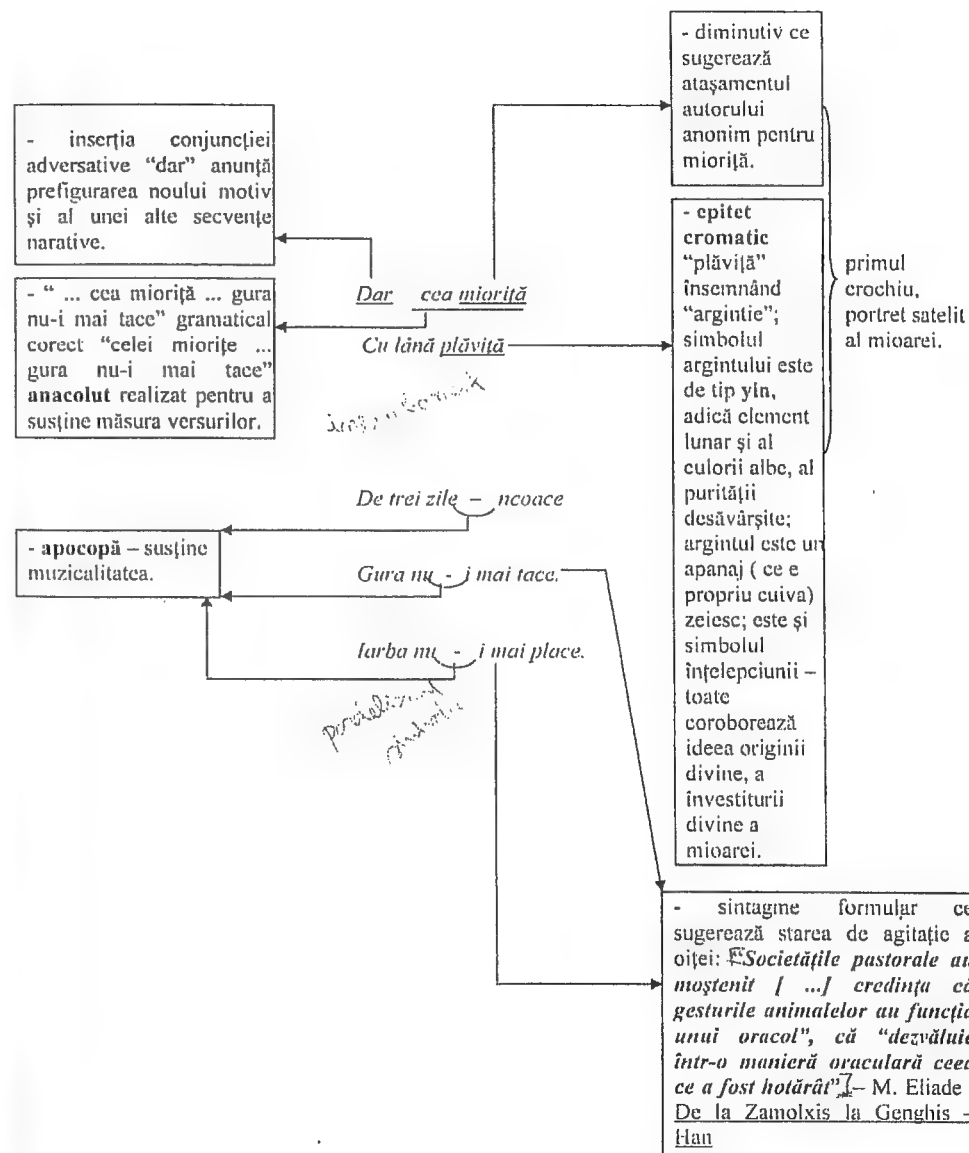 - diminutiv ce
sugerează
atașamentul
autorului
anonim pentru
mioriță.
- inserția conjuncției
adversative “dar” anunță
prefigurarea noului motiv
și al unei alte secvențe
narative.
- “ ... cea mioriță ... gura
nu-i mai tace” gramatical
corect “celei miorițe ...
gura nu-i mai tace”
anacolut realizat pentru a
susține măsura versurilor.
Dar cea mioriță
Cu lână plăviță
- epitet
cromatic
“plăviță”
însemnând
“argintie”;
simbolul
argintului este
de tip yin,
adică element
lunar și al
culorii albe, al
purității
desăvârșite;
argintul este un
apanaj ( ce e
propriu cuiva)
zeiesc; este și
simbolul
înțelepciunii –
toate
coroborează
ideea originii
divine, a
învestiturii
divine a
mioarei.
primul
crochiu,
portret satelit
al mioarei.
De trei zile – ncoace
- apocopă – susține
muzicalitatea.
Gura nu - i mai tace.
Iarba nu - i mai place.
- sintagme formular ce
sugerează starea de agitație a
oiței: “Societățile pastorale au
moștenit [ ...] credința că
gesturile animalelor au funcția
unui oracol”, că “dezvăluie
într-o manieră oraculară ceea
ce a fost hotărât” – M. Eliade
De la Zamolxis la Genghis –
Han